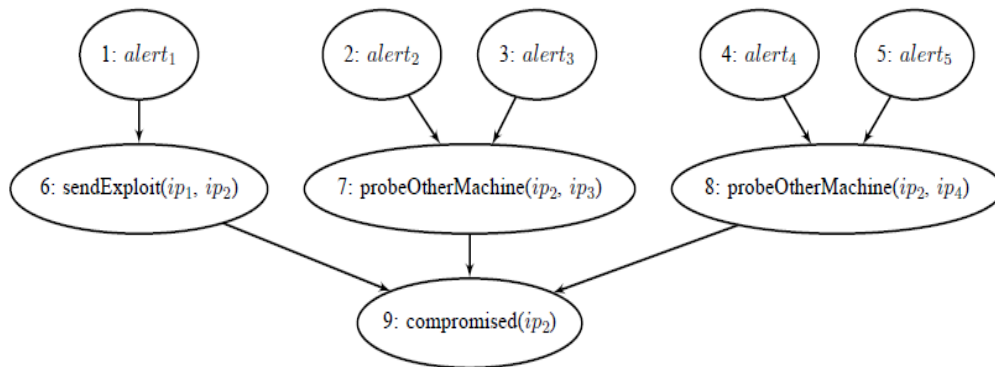 1: alert₁
2: alert₂
3: alert₃
4: alert₄
5: alert₅
6: sendExploit(ip₁, ip₂)
7: probeOtherMachine(ip₂, ip₃)
8: probeOtherMachine(ip₂, ip₄)
9: compromised(ip₂)